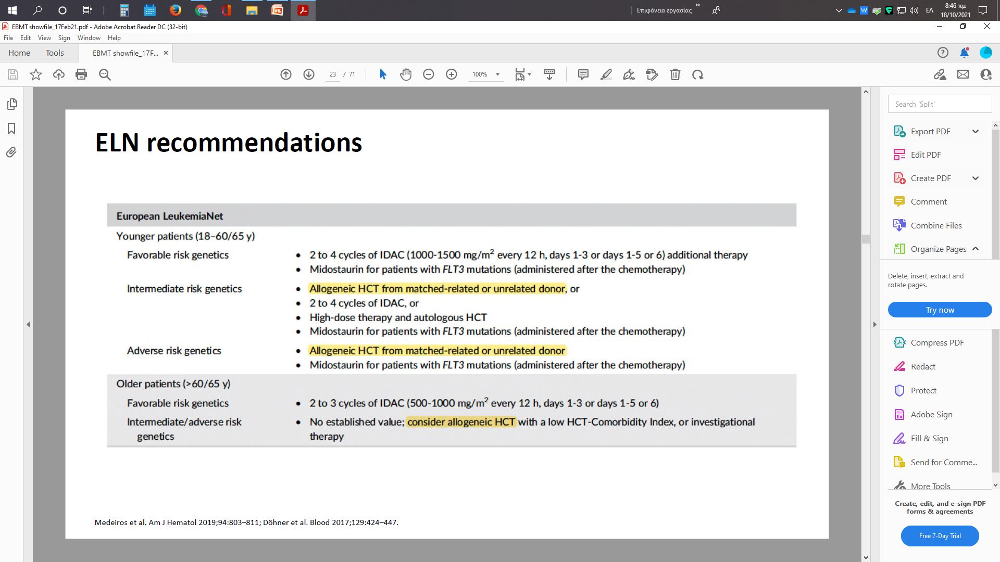 Επιφάνεια εργασίας
»
ΕΛ
8:46 πμ
18/10/2021
EBMT showfile_17Feb21.pdf - Adobe Acrobat Reader DC (32-bit)
File Edit View Sign Window Help
Home Tools EBMT showfile_17F... ×
23 / 71 100%
Search 'Split'
Export PDF
Edit PDF
Create PDF
Comment
Combine Files
Organize Pages
Delete, insert, extract and
rotate pages.
Try now
Compress PDF
Redact
Protect
Adobe Sign
Fill & Sign
Send for Comme...
More Tools
Create, edit, and e-sign PDF
forms & agreements
Free 7-Day Trial
ELN recommendations
European LeukemiaNet
Younger patients (18–60/65 y)
Favorable risk genetics • 2 to 4 cycles of IDAC (1000-1500 mg/m² every 12 h, days 1-3 or days 1-5 or 6) additional therapy
• Midostaurin for patients with FLT3 mutations (administered after the chemotherapy)
Intermediate risk genetics • Allogeneic HCT from matched-related or unrelated donor, or
• 2 to 4 cycles of IDAC, or
• High-dose therapy and autologous HCT
• Midostaurin for patients with FLT3 mutations (administered after the chemotherapy)
Adverse risk genetics • Allogeneic HCT from matched-related or unrelated donor
• Midostaurin for patients with FLT3 mutations (administered after the chemotherapy)
Older patients (>60/65 y)
Favorable risk genetics • 2 to 3 cycles of IDAC (500-1000 mg/m² every 12 h, days 1-3 or days 1-5 or 6)
Intermediate/adverse risk • No established value; consider allogeneic HCT with a low HCT-Comorbidity Index, or investigational
genetics therapy
Medeiros et al. Am J Hematol 2019;94:803–811; Döhner et al. Blood 2017;129:424–447.